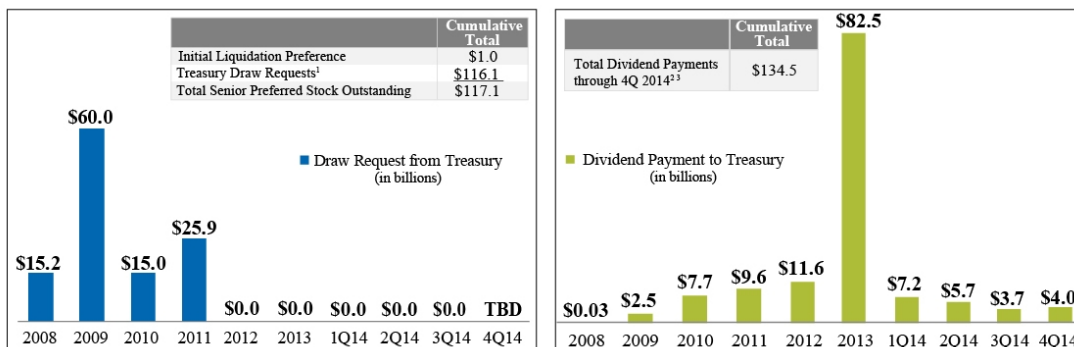 Cumulative
Total
Initial Liquidation Preference $1.0
Treasury Draw Requests¹ $116.1
Total Senior Preferred Stock Outstanding $117.1
Draw Request from Treasury
(in billions)
$15.2 $60.0 $15.0 $25.9 $0.0 $0.0 $0.0 $0.0 $0.0 TBD
2008 2009 2010 2011 2012 2013 1Q14 2Q14 3Q14 4Q14
Cumulative
Total
Total Dividend Payments
through 4Q 2014²³ $134.5
Dividend Payment to Treasury
(in billions)
$0.03 $2.5 $7.7 $9.6 $11.6 $82.5 $7.2 $5.7 $3.7 $4.0
2008 2009 2010 2011 2012 2013 1Q14 2Q14 3Q14 4Q14